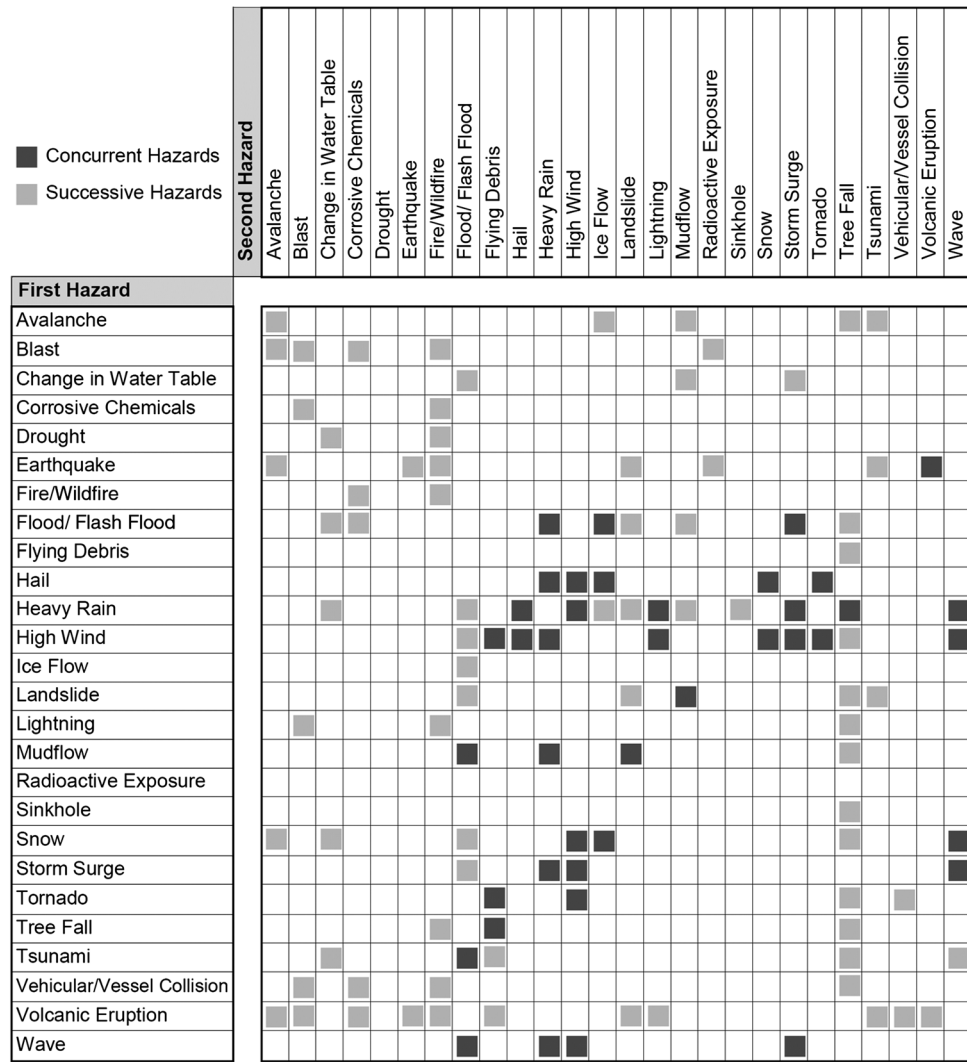 Concurrent Hazards
Successive Hazards
Second Hazard
Avalanche
Blast
Change in Water Table
Corrosive Chemicals
Drought
Earthquake
Fire/Wildfire
Flood/ Flash Flood
Flying Debris
Hail
Heavy Rain
High Wind
Ice Flow
Landslide
Lightning
Mudflow
Radioactive Exposure
Sinkhole
Snow
Storm Surge
Tornado
Tree Fall
Tsunami
Vehicular/Vessel Collision
Volcanic Eruption
Wave
First Hazard
Avalanche
Blast
Change in Water Table
Corrosive Chemicals
Drought
Earthquake
Fire/Wildfire
Flood/ Flash Flood
Flying Debris
Hail
Heavy Rain
High Wind
Ice Flow
Landslide
Lightning
Mudflow
Radioactive Exposure
Sinkhole
Snow
Storm Surge
Tornado
Tree Fall
Tsunami
Vehicular/Vessel Collision
Volcanic Eruption
Wave